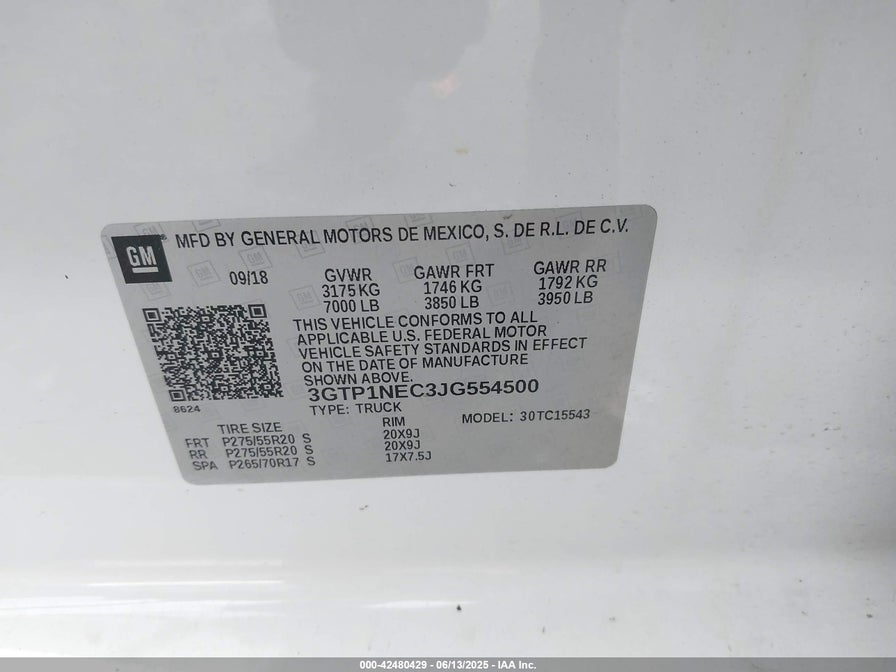 GM
MFD BY GENERAL MOTORS DE MEXICO, S. DE R.L. DE C.V.
09/18 GVWR GAWR FRT GAWR RR
3175 KG 1746 KG 1792 KG
7000 LB 3850 LB 3950 LB
THIS VEHICLE CONFORMS TO ALL
APPLICABLE U.S. FEDERAL MOTOR
VEHICLE SAFETY STANDARDS IN EFFECT
ON THE DATE OF MANUFACTURE
SHOWN ABOVE.
3GTP1NEC3JG554500
8624
TYPE: TRUCK
MODEL: 30TC15543
TIRE SIZE RIM
FRT P275/55R20 S 20X9J
RR P275/55R20 S 20X9J
SPA P265/70R17 S 17X7.5J
000-42480429 - 06/13/2025 - IAA Inc.